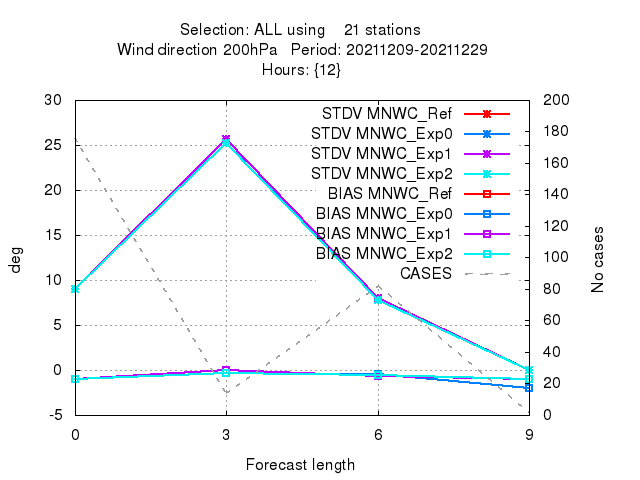 Selection: ALL using    21 stations
Wind direction 200hPa   Period: 20211209-20211229
Hours: {12}
30
25
20
15
10
5
0
-5
deg
200
180
160
140
120
100
80
60
40
20
0
No cases
STDV MNWC_Ref
STDV MNWC_Exp0
STDV MNWC_Exp1
STDV MNWC_Exp2
BIAS MNWC_Ref
BIAS MNWC_Exp0
BIAS MNWC_Exp1
BIAS MNWC_Exp2
CASES
0 3 6 9
Forecast length